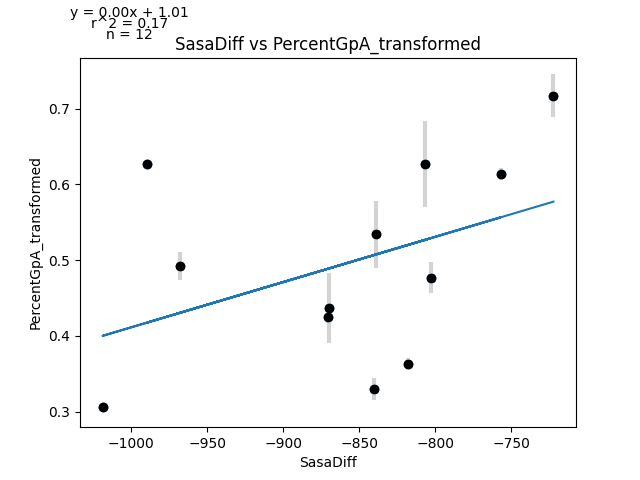 y = 0.00x + 1.01
r^2 = 0.17
n = 12
SasaDiff vs PercentGpA_transformed
PercentGpA_transformed
0.7
0.6
0.5
0.4
0.3
−1000
−950
−900
−850
−800
−750
SasaDiff